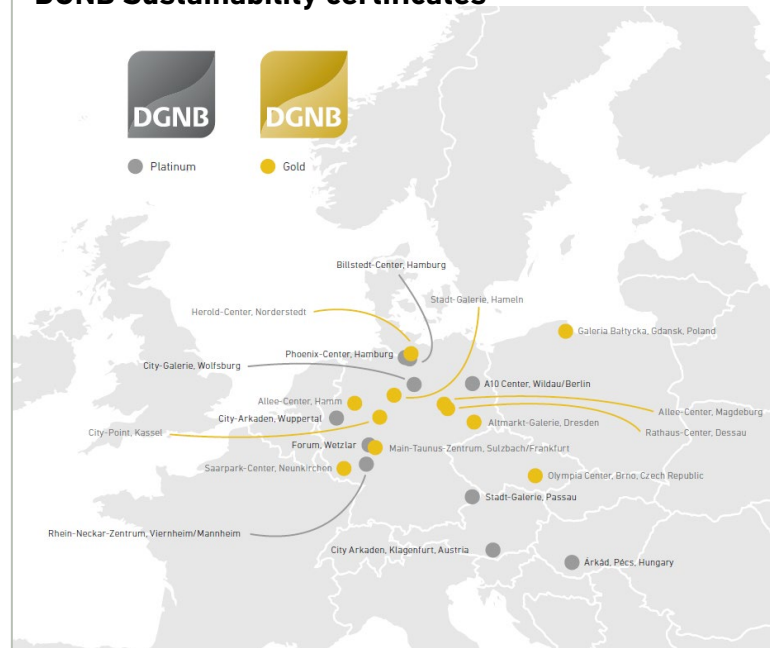 DGNB Sustainability certificates
DGNB
DGNB
Platinum
Gold
Billstedt-Center, Hamburg
Stadt-Galerie, Hameln
Herold-Center, Norderstedt
Galeria Bałtycka, Gdansk, Poland
Phoenix-Center, Hamburg
City-Galerie, Wolfsburg
A10 Center, Wildau/Berlin
Allee-Center, Hamm
Allee-Center, Magdeburg
City-Arkaden, Wuppertal
Altmarkt-Galerie, Dresden
City-Point, Kassel
Rathaus-Center, Dessau
Forum, Wetzlar
Main-Taunus-Zentrum, Sulzbach/Frankfurt
Saarpark-Center, Neunkirchen
Olympia Center, Brno, Czech Republic
Stadt-Galerie, Passau
Rhein-Neckar-Zentrum, Viernheim/Mannheim
City Arkaden, Klagenfurt, Austria
Árkád, Pécs, Hungary